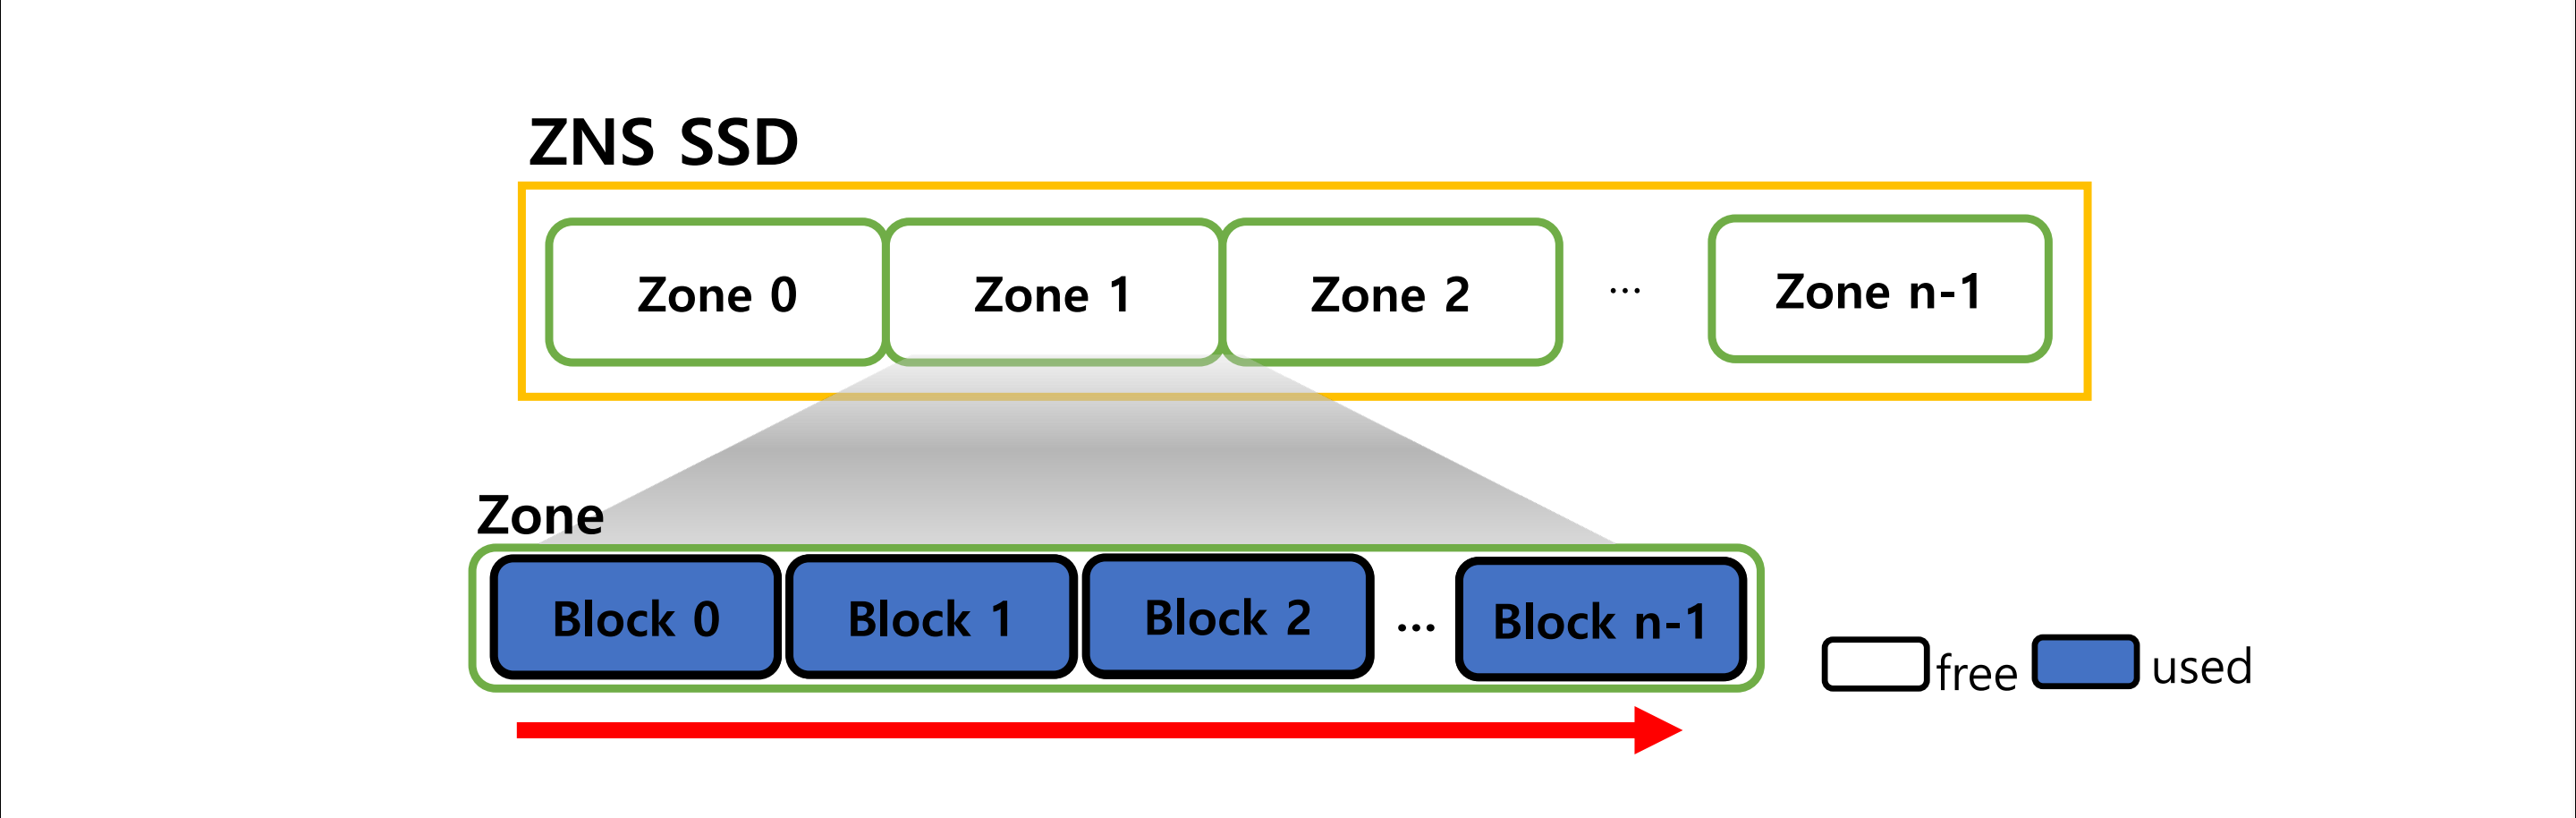 ZNS SSD
Zone 0 Zone 1 Zone 2 ... Zone n-1
Zone
Block 0 Block 1 Block 2 ... Block n-1
free used